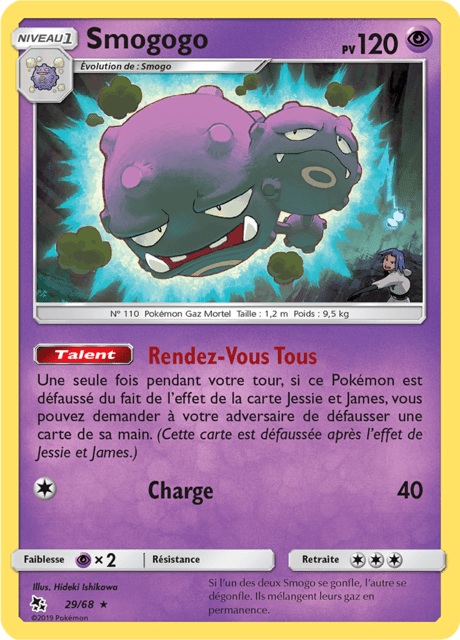 NIVEAU 1
Smogogo
PV 120
Évolution de : Smogo
N° 110 Pokémon Gaz Mortel Taille : 1,2 m Poids : 9,5 kg
Talent Rendez-Vous Tous
Une seule fois pendant votre tour, si ce Pokémon est
défaussé du fait de l'effet de la carte Jessie et James, vous
pouvez demander à votre adversaire de défausser une
carte de sa main. (Cette carte est défaussée après l'effet de
Jessie et James.)
Charge 40
Faiblesse ×2 Résistance Retraite
Illus. Hideki Ishikawa
29/68 ★
©2019 Pokémon
Si l'un des deux Smogo se gonfle, l'autre se
dégonfle. Ils mélangent leurs gaz en
permanence.